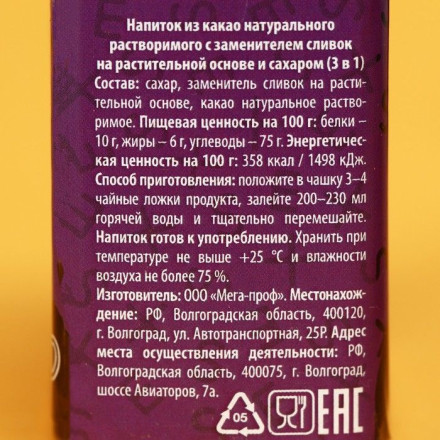 Напиток из какао натурального
растворимого с заменителем сливок
на растительной основе и сахаром (3 в 1)
Состав: сахар, заменитель сливок на расти-
тельной основе, какао натуральное раство-
римое. Пищевая ценность на 100 г: белки –
10 г, жиры – 6 г, углеводы – 75 г. Энергетичес-
кая ценность на 100 г: 358 ккал / 1498 кДж.
Способ приготовления: положите в чашку 3–4
чайные ложки продукта, залейте 200–230 мл
горячей воды и тщательно перемешайте.
Напиток готов к употреблению. Хранить при
температуре не выше +25 °С и влажности
воздуха не более 75 %.
Изготовитель: ООО «Мега-проф». Местонахож-
дение: РФ, Волгоградская область, 400120,
г. Волгоград, ул. Автотранспортная, 25Р. Адрес
места осуществления деятельности: РФ,
Волгоградская область, 400075, г. Волгоград,
шоссе Авиаторов, 7а.
05 EAC